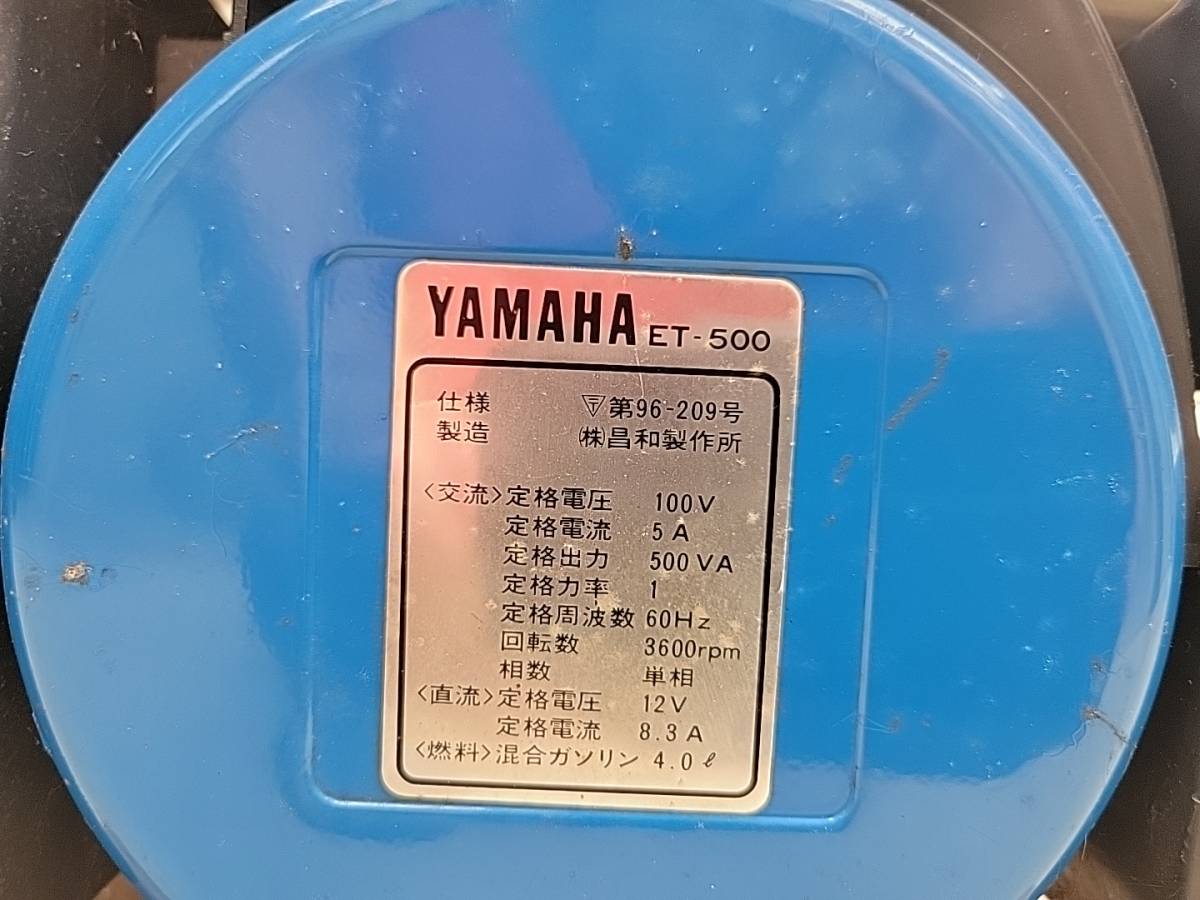 YAMAHA ET-500
仕様 〒第96-209号
製造 ㈱昌和製作所
〈交流〉定格電圧 100V
定格電流 5A
定格出力 500VA
定格力率 1
定格周波数 60Hz
回転数 3600rpm
相数 単相
〈直流〉定格電圧 12V
定格電流 8.3A
〈燃料〉混合ガソリン 4.0ℓ